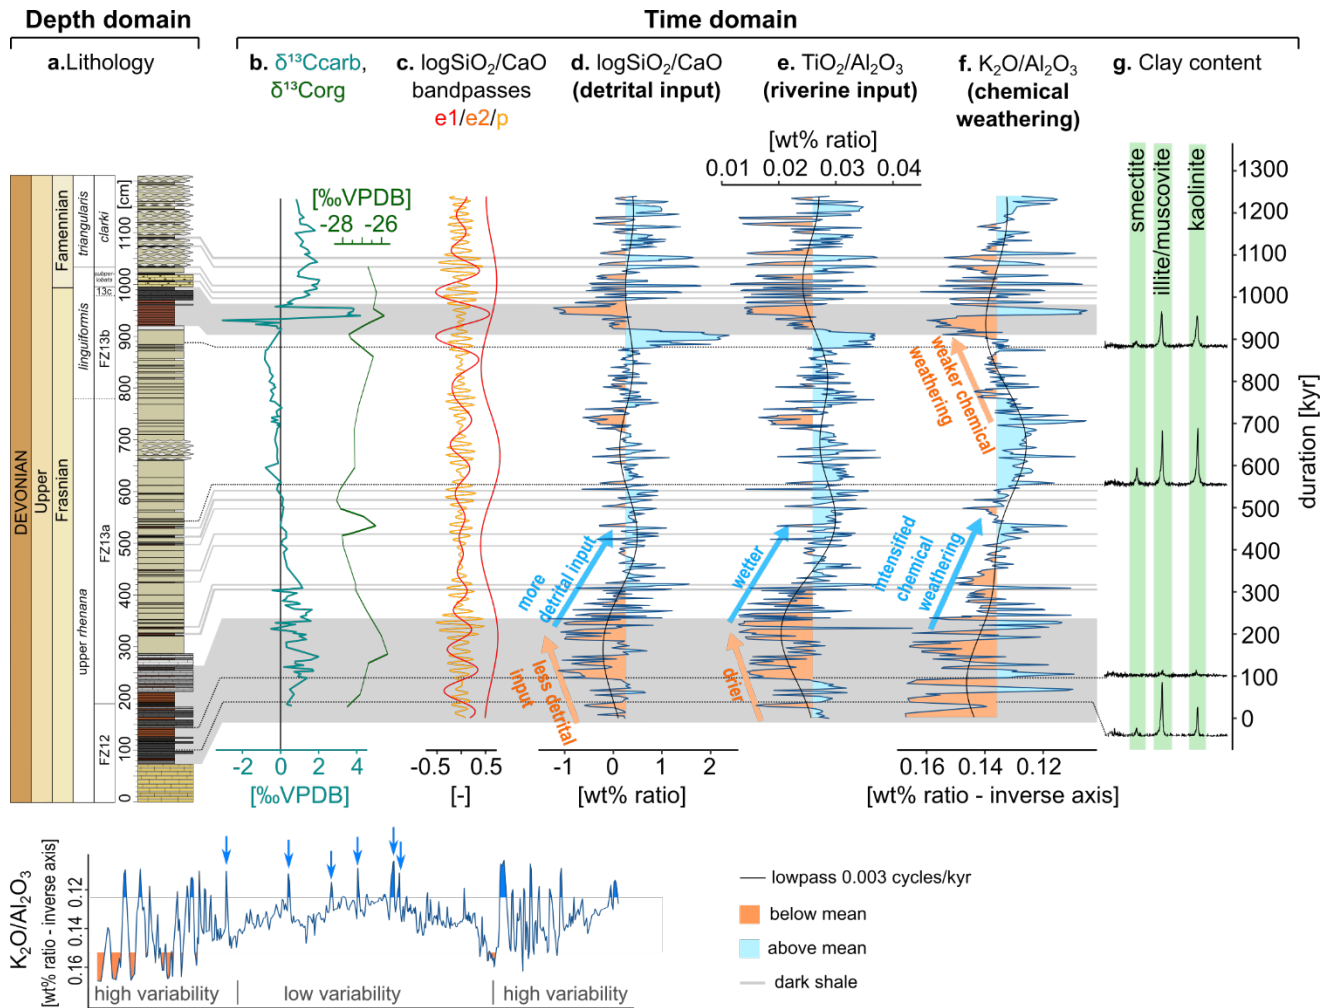 Depth domain
Time domain
a.Lithology
b. δ¹³Ccarb,
δ¹³Corg
c. logSiO₂/CaO
bandpasses
e1/e2/p
d. logSiO₂/CaO
(detrital input)
e. TiO₂/Al₂O₃
(riverine input)
f. K₂O/Al₂O₃
(chemical
weathering)
g. Clay content
[wt% ratio]
0.01 0.02 0.03 0.04
[‰VPDB]
-28 -26
smectite
illite/muscovite
kaolinite
DEVONIAN
Upper
Famennian
Frasnian
triangularis
clarki
linguiformis
13c
FZ13b
FZ13a
upper rhenana
FZ12
[cm]
1100
1000
900
800
700
600
500
400
300
200
100
0
1300
1200
1100
1000
900
800
700
600
500
400
300
200
100
0
duration [kyr]
weaker chemical
weathering
more
detrital input
wetter
intensified
chemical
weathering
less detrital
input
drier
-2 0 2 4
[‰VPDB]
-0.5 0.5
[-]
-1 0 1 2
[wt% ratio]
0.16 0.14 0.12
[wt% ratio - inverse axis]
K₂O/Al₂O₃
[wt% ratio - inverse axis]
0.12
0.14
0.16
high variability
low variability
high variability
lowpass 0.003 cycles/kyr
below mean
above mean
dark shale